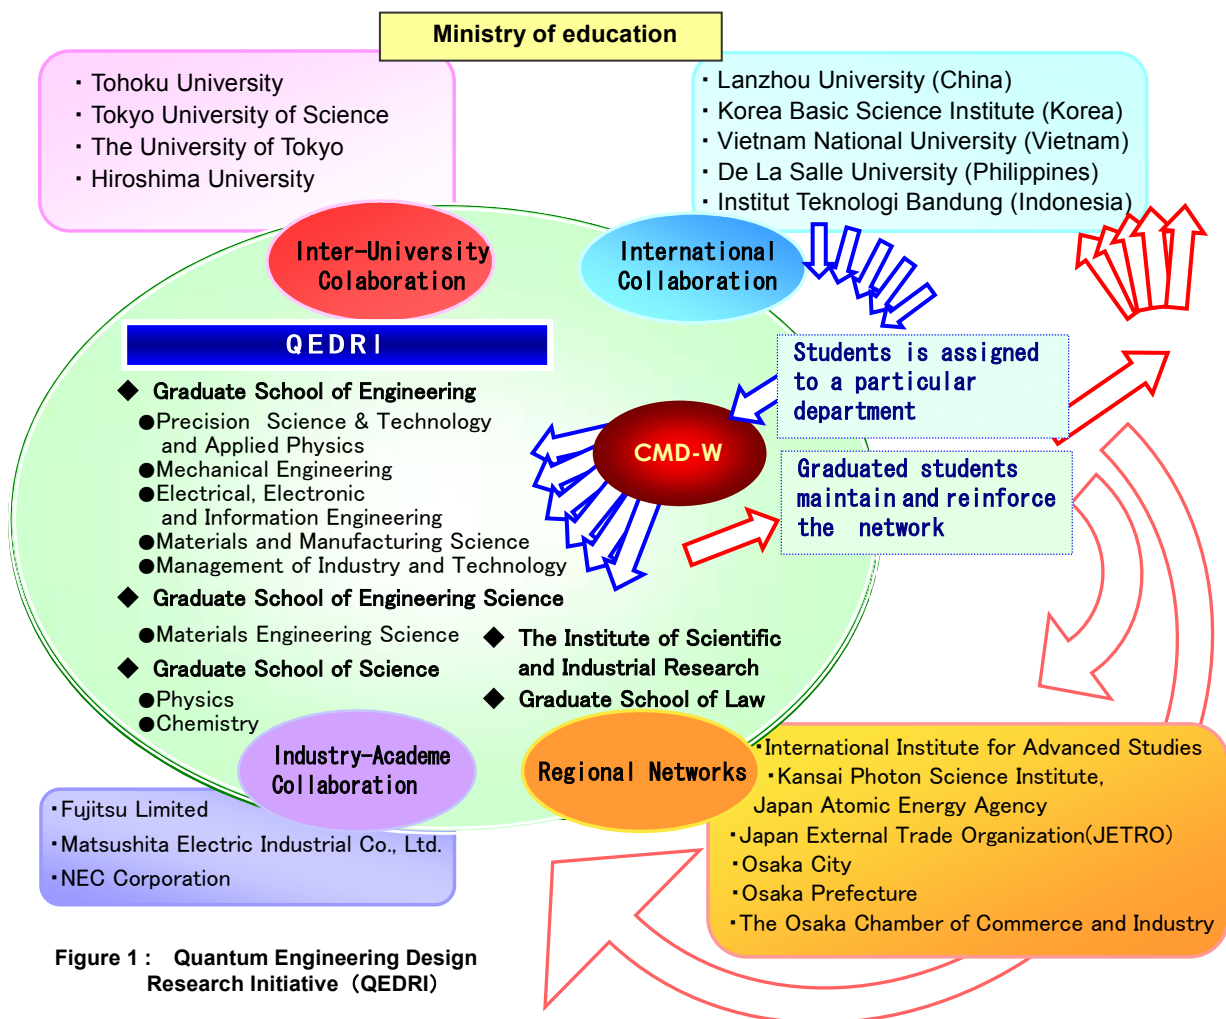 Ministry of education
・Tohoku University
・Tokyo University of Science
・The University of Tokyo
・Hiroshima University
・Lanzhou University (China)
・Korea Basic Science Institute (Korea)
・Vietnam National University (Vietnam)
・De La Salle University (Philippines)
・Institut Teknologi Bandung (Indonesia)
Inter-University
Colaboration
International
Collaboration
QEDRI
◆ Graduate School of Engineering
●Precision Science & Technology
and Applied Physics
●Mechanical Engineering
●Electrical, Electronic
and Information Engineering
●Materials and Manufacturing Science
●Management of Industry and Technology
◆ Graduate School of Engineering Science
●Materials Engineering Science
◆ Graduate School of Science
●Physics
●Chemistry
◆ The Institute of Scientific
and Industrial Research
◆ Graduate School of Law
CMD-W
Students is assigned
to a particular
department
Graduated students
maintain and reinforce
the network
Industry-Academe
Collaboration
Regional Networks
・Fujitsu Limited
・Matsushita Electric Industrial Co., Ltd.
・NEC Corporation
・International Institute for Advanced Studies
・Kansai Photon Science Institute,
Japan Atomic Energy Agency
・Japan External Trade Organization(JETRO)
・Osaka City
・Osaka Prefecture
・The Osaka Chamber of Commerce and Industry
Figure 1 : Quantum Engineering Design
Research Initiative（QEDRI）